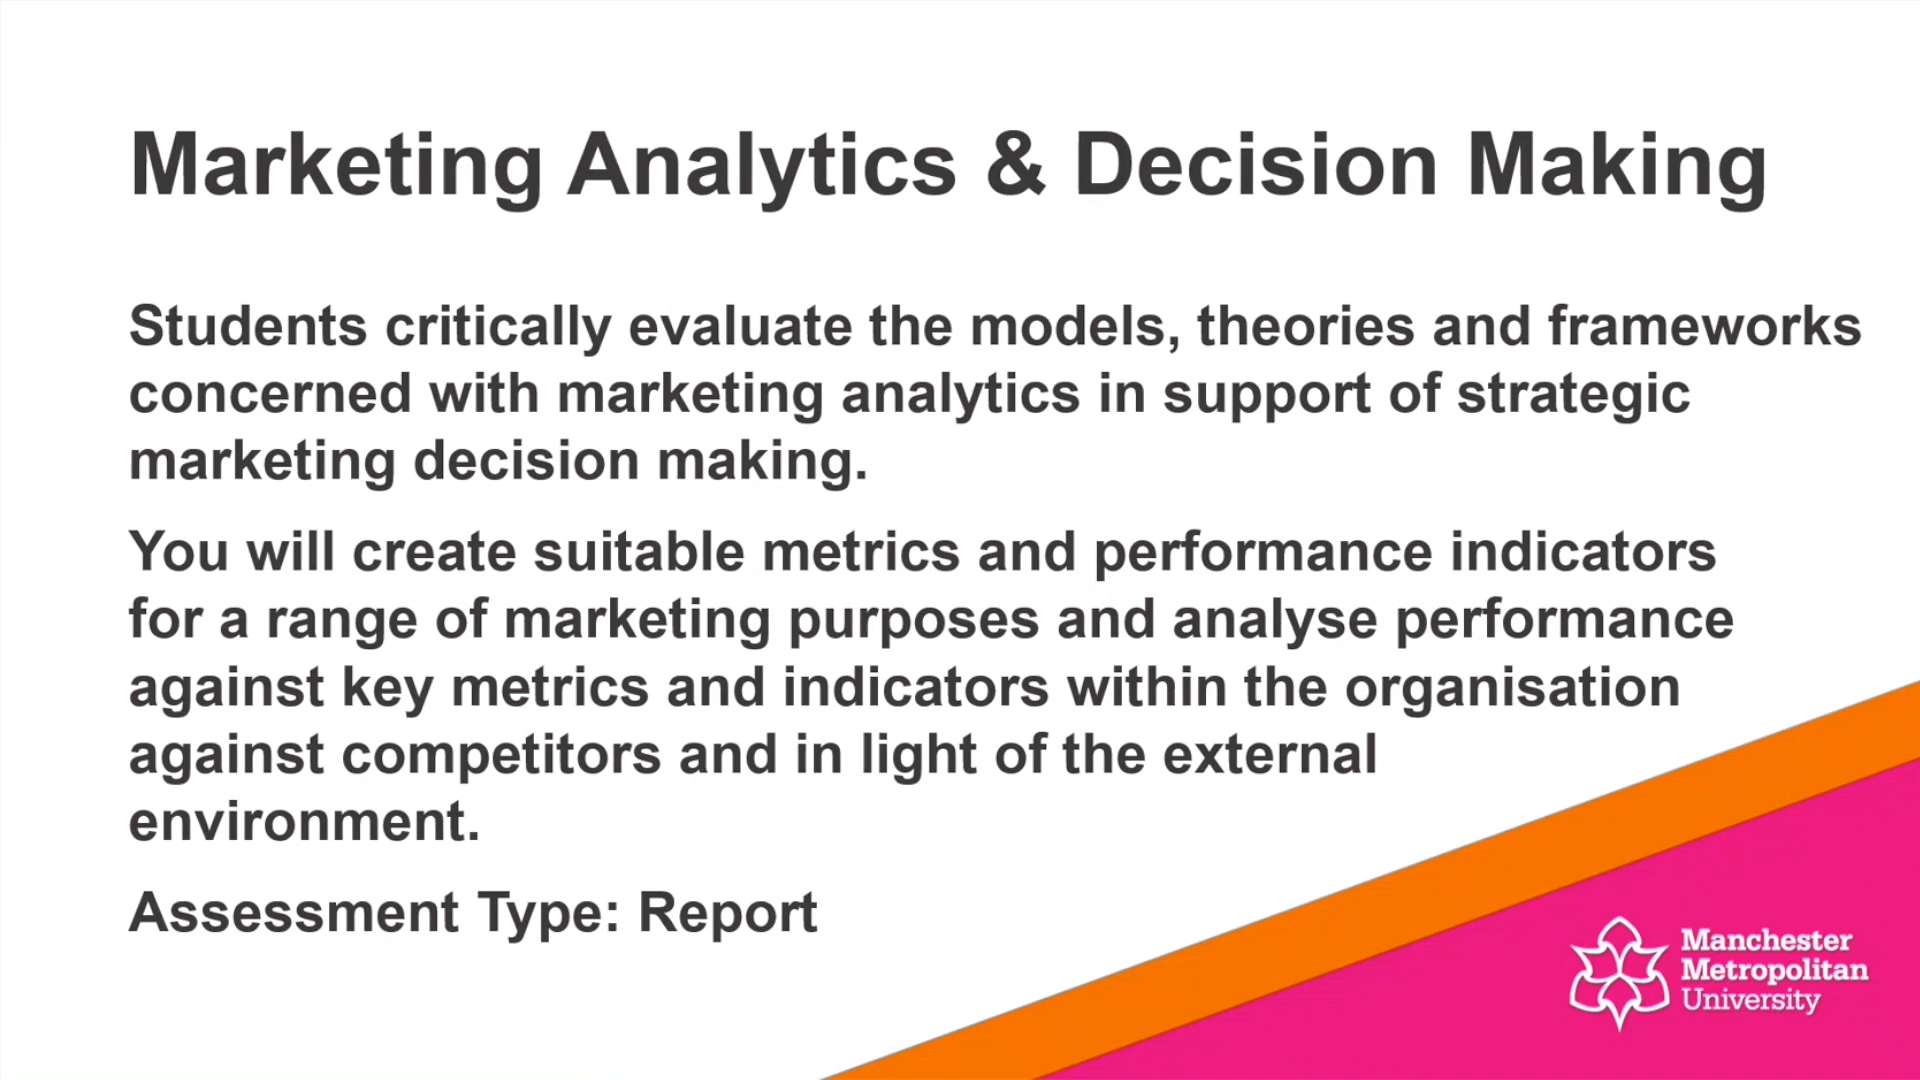 Marketing Analytics & Decision Making
Students critically evaluate the models, theories and frameworks
concerned with marketing analytics in support of strategic
marketing decision making.
You will create suitable metrics and performance indicators
for a range of marketing purposes and analyse performance
against key metrics and indicators within the organisation
against competitors and in light of the external
environment.
Assessment Type: Report
Manchester
Metropolitan
University